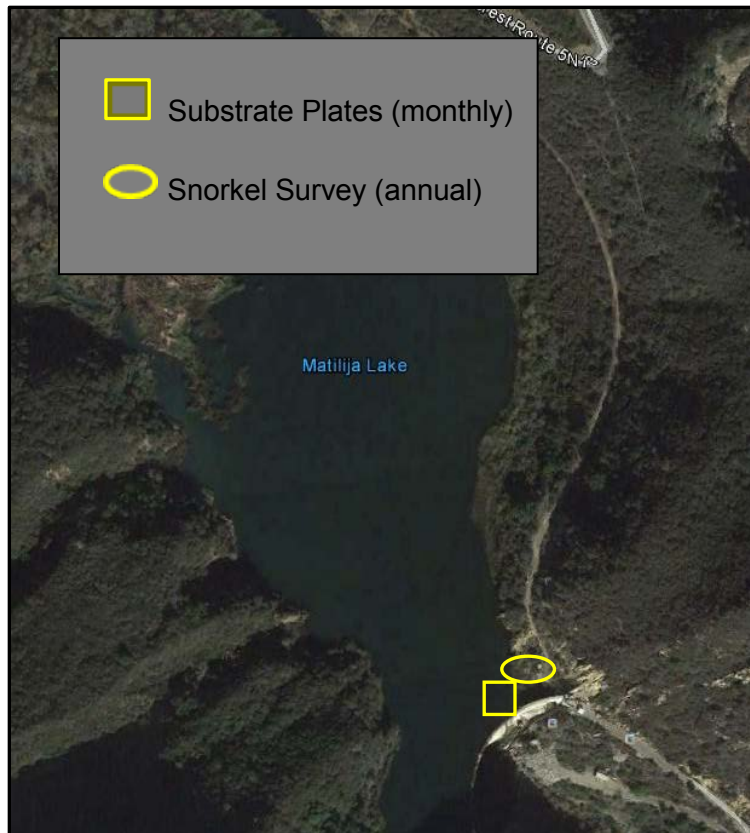 Substrate Plates (monthly)
Snorkel Survey (annual)
Matilija Lake